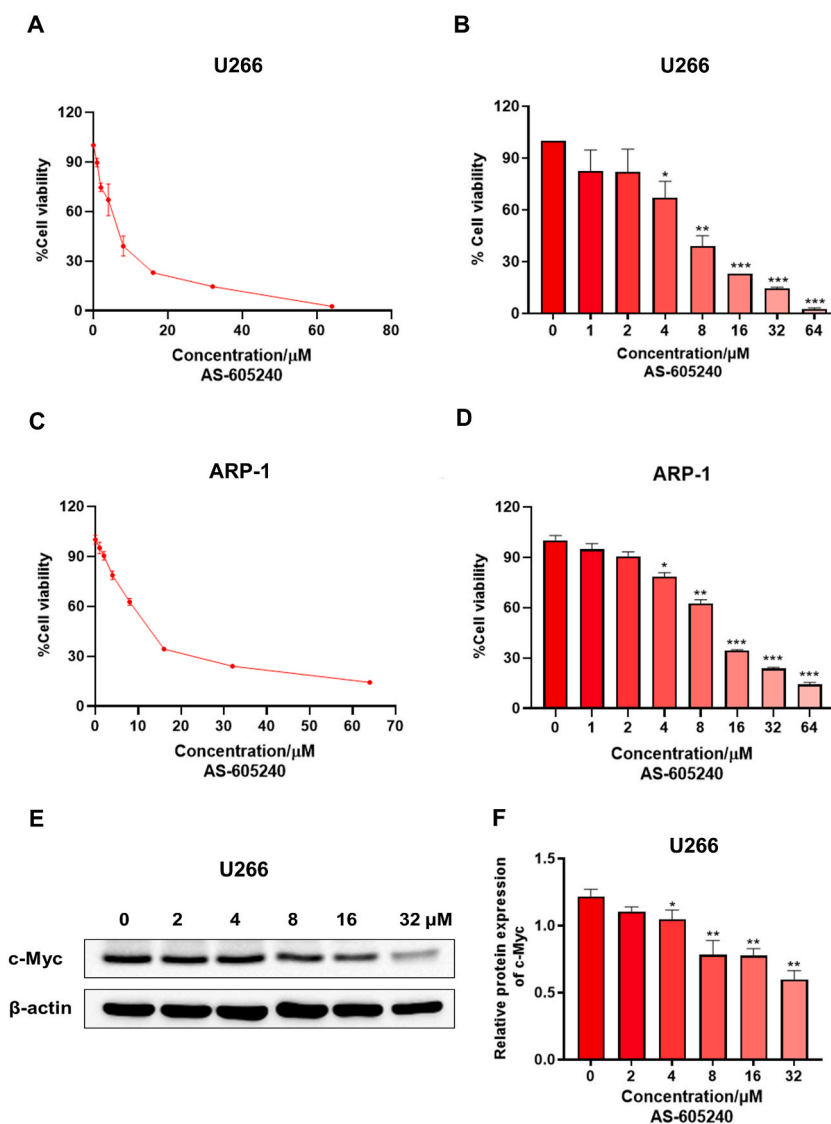 A
U266
120
90
60
30
0
%Cell viability
0 20 40 60 80
Concentration/μM
AS-605240
B
U266
120
90
60
30
0
% Cell viability
* ** *** *** ***
0 1 2 4 8 16 32 64
Concentration/μM
AS-605240
C
ARP-1
120
90
60
30
0
%Cell viability
0 10 20 30 40 50 60 70
Concentration/μM
AS-605240
D
ARP-1
120
90
60
30
0
%Cell viability
* ** *** *** ***
0 1 2 4 8 16 32 64
Concentration/μM
AS-605240
E
U266
0 2 4 8 16 32 μM
c-Myc
β-actin
F
U266
1.5
1.0
0.5
0.0
Relative protein expression
of c-Myc
* ** ** **
0 2 4 8 16 32
Concentration/μM
AS-605240